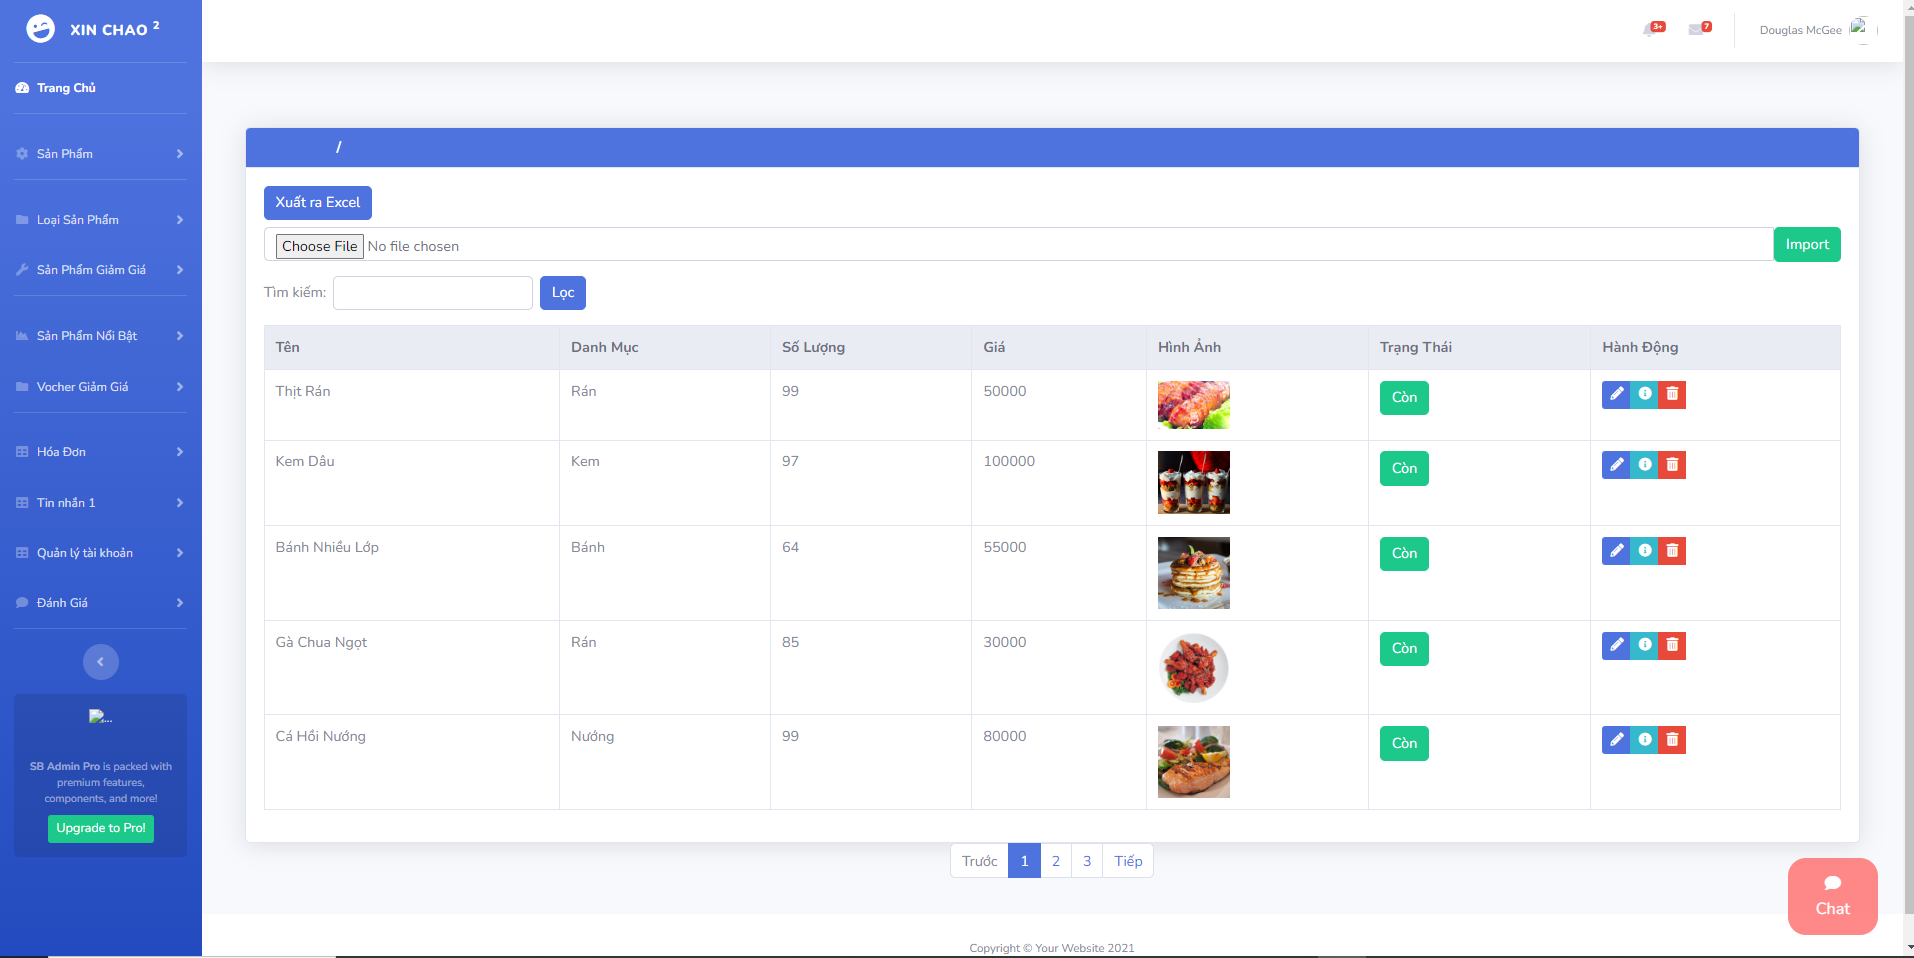 XIN CHAO 2
3+
7
Douglas McGee
Trang Chủ
Sản Phẩm
Loại Sản Phẩm
Sản Phẩm Giảm Giá
Sản Phẩm Nổi Bật
Vocher Giảm Giá
Hóa Đơn
Tin nhắn 1
Quản lý tài khoản
Đánh Giá
...
SB Admin Pro is packed with
premium features,
components, and more!
Upgrade to Pro!
/
Xuất ra Excel
Choose File No file chosen
Import
Tìm kiếm:
Lọc
Tên Danh Mục Số Lượng Giá Hình Ảnh Trạng Thái Hành Động
Thịt Rán Rán 99 50000 Còn
Kem Dâu Kem 97 100000 Còn
Bánh Nhiều Lớp Bánh 64 55000 Còn
Gà Chua Ngọt Rán 85 30000 Còn
Cá Hồi Nướng Nướng 99 80000 Còn
Trước 1 2 3 Tiếp
Chat
Copyright © Your Website 2021